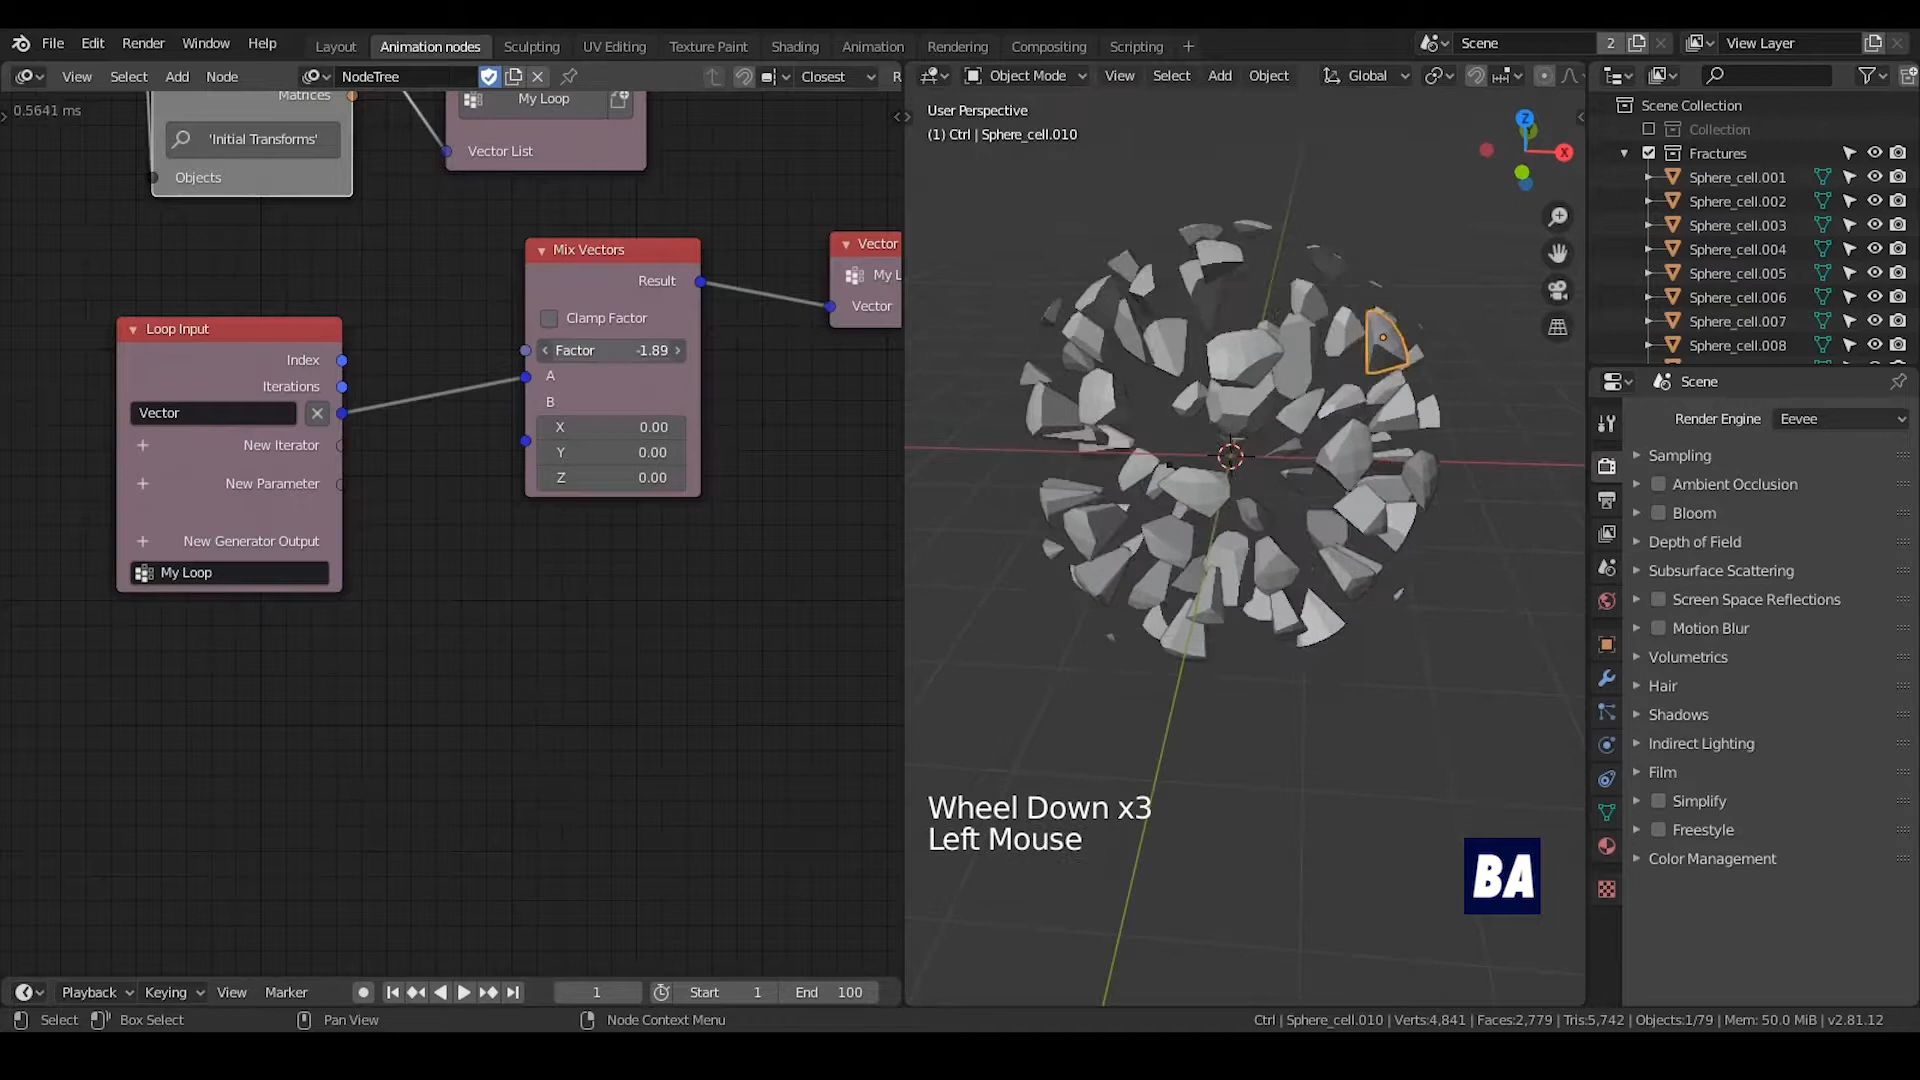 File Edit Render Window Help Layout Animation nodes Sculpting UV Editing Texture Paint Shading Animation Rendering Compositing Scripting + Scene 2 View Layer
View Select Add Node NodeTree Closest R
Object Mode View Select Add Object Global
0.5641 ms
Matrices
'Initial Transforms'
Objects
My Loop
Vector List
Mix Vectors
Result
Clamp Factor
Factor -1.89
A
B
X 0.00
Y 0.00
Z 0.00
Vector
My L
Vector
Loop Input
Index
Iterations
Vector
New Iterator
New Parameter
New Generator Output
My Loop
User Perspective
(1) Ctrl | Sphere_cell.010
Z
X
Wheel Down x3
Left Mouse
BA
Scene Collection
Collection
Fractures
Sphere_cell.001
Sphere_cell.002
Sphere_cell.003
Sphere_cell.004
Sphere_cell.005
Sphere_cell.006
Sphere_cell.007
Sphere_cell.008
Scene
Render Engine Eevee
Sampling
Ambient Occlusion
Bloom
Depth of Field
Subsurface Scattering
Screen Space Reflections
Motion Blur
Volumetrics
Hair
Shadows
Indirect Lighting
Film
Simplify
Freestyle
Color Management
Playback Keying View Marker 1 Start 1 End 100
Select Box Select Pan View Node Context Menu Ctrl | Sphere_cell.010 | Verts:4,841 | Faces:2,779 | Tris:5,742 | Objects:1/79 | Mem: 50.0 MiB | v2.81.12